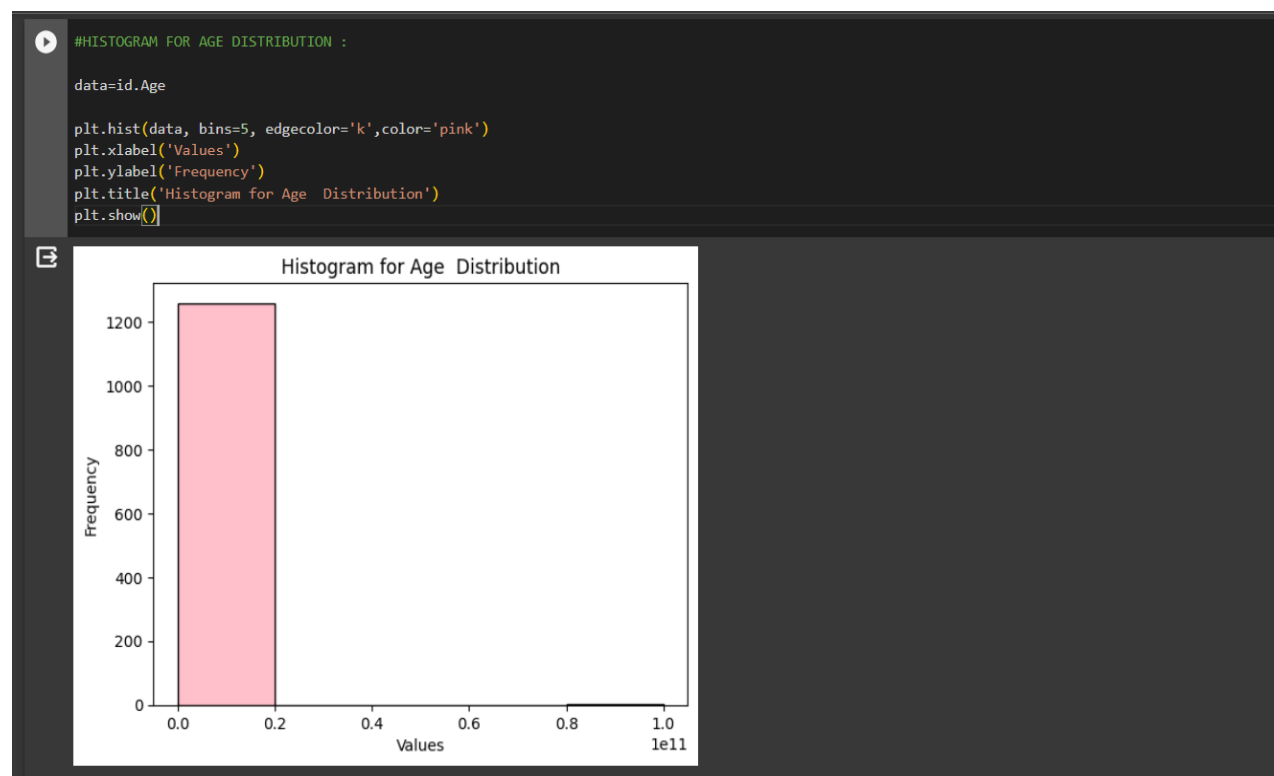 #HISTOGRAM FOR AGE DISTRIBUTION :
data=id.Age
plt.hist(data, bins=5, edgecolor='k',color='pink')
plt.xlabel('Values')
plt.ylabel('Frequency')
plt.title('Histogram for Age  Distribution')
plt.show()
Histogram for Age  Distribution
Frequency
1200
1000
800
600
400
200
0
0.0 0.2 0.4 0.6 0.8 1.0
1e11
Values